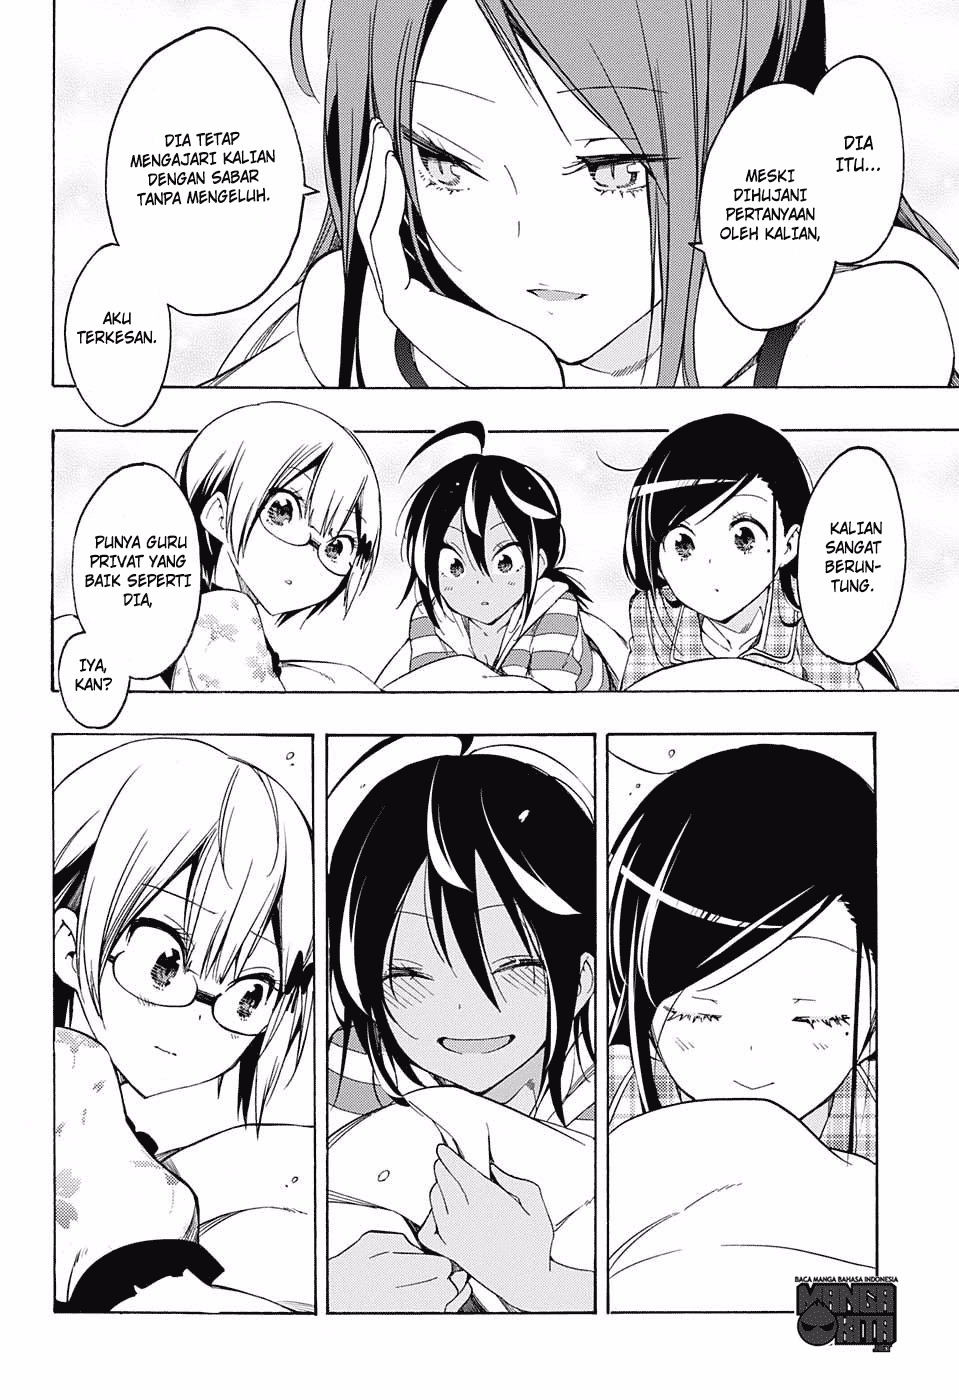 DIA
ITU...
MESKI
DIHUJANI
PERTANYAAN
OLEH KALIAN,
DIA TETAP
MENGAJARI KALIAN
DENGAN SABAR
TANPA MENGELUH.
AKU
TERKESAN.
KALIAN
SANGAT
BERUN-
TUNG.
PUNYA GURU
PRIVAT YANG
BAIK SEPERTI
DIA,
IYA,
KAN?
BACA MANGA BAHASA INDONESIA
MANGA
KITA